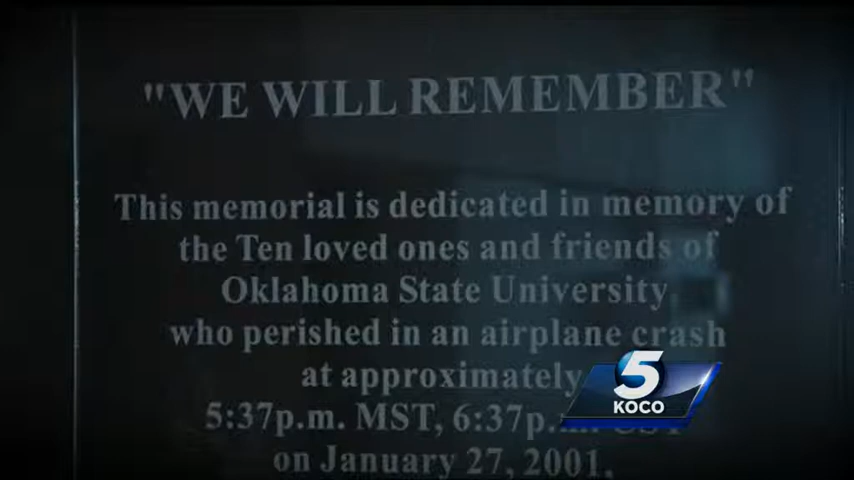 "WE WILL REMEMBER"
This memorial is dedicated in memory of
the Ten loved ones and friends of
Oklahoma State University
who perished in an airplane crash
at approximately
5:37p.m. MST, 6:37p.m. CST
on January 27, 2001.
5
KOCO